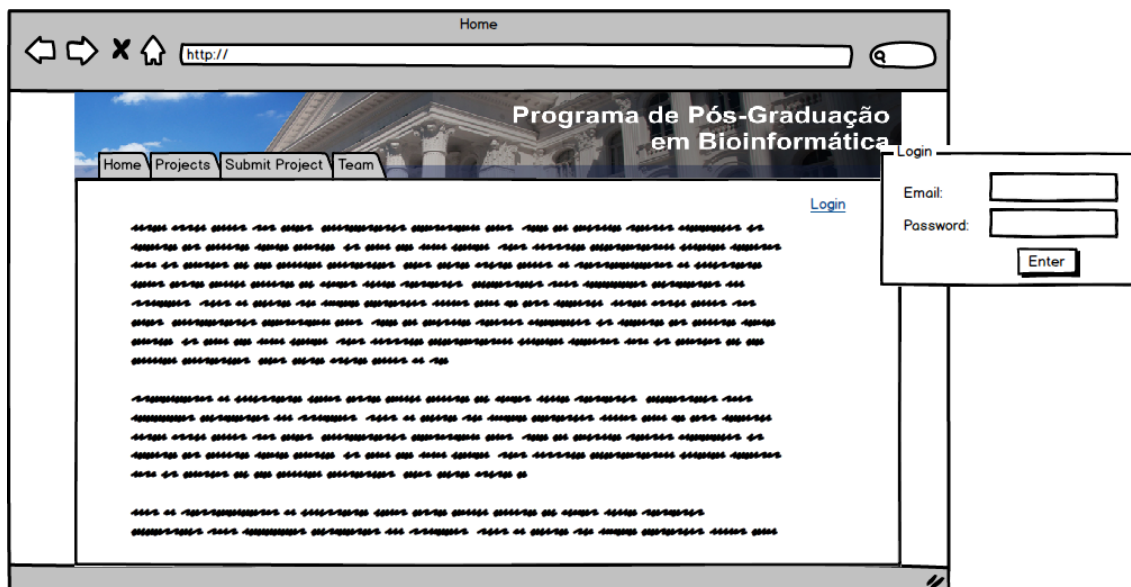 Home
http://
Programa de Pós-Graduação
em Bioinformática
Home Projects Submit Project Team
Login
Login
Email:
Password:
Enter